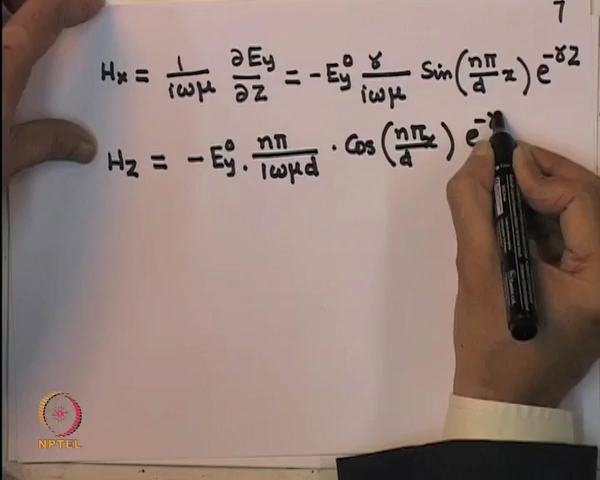 7
Hx = 1/iωμ ∂Ey/∂z = -Ey⁰ γ/iωμ Sin(nπ/d x) e^-γz
Hz = -Ey⁰ . nπ/iωμd . Cos(nπx/d) e^-γ
NPTEL